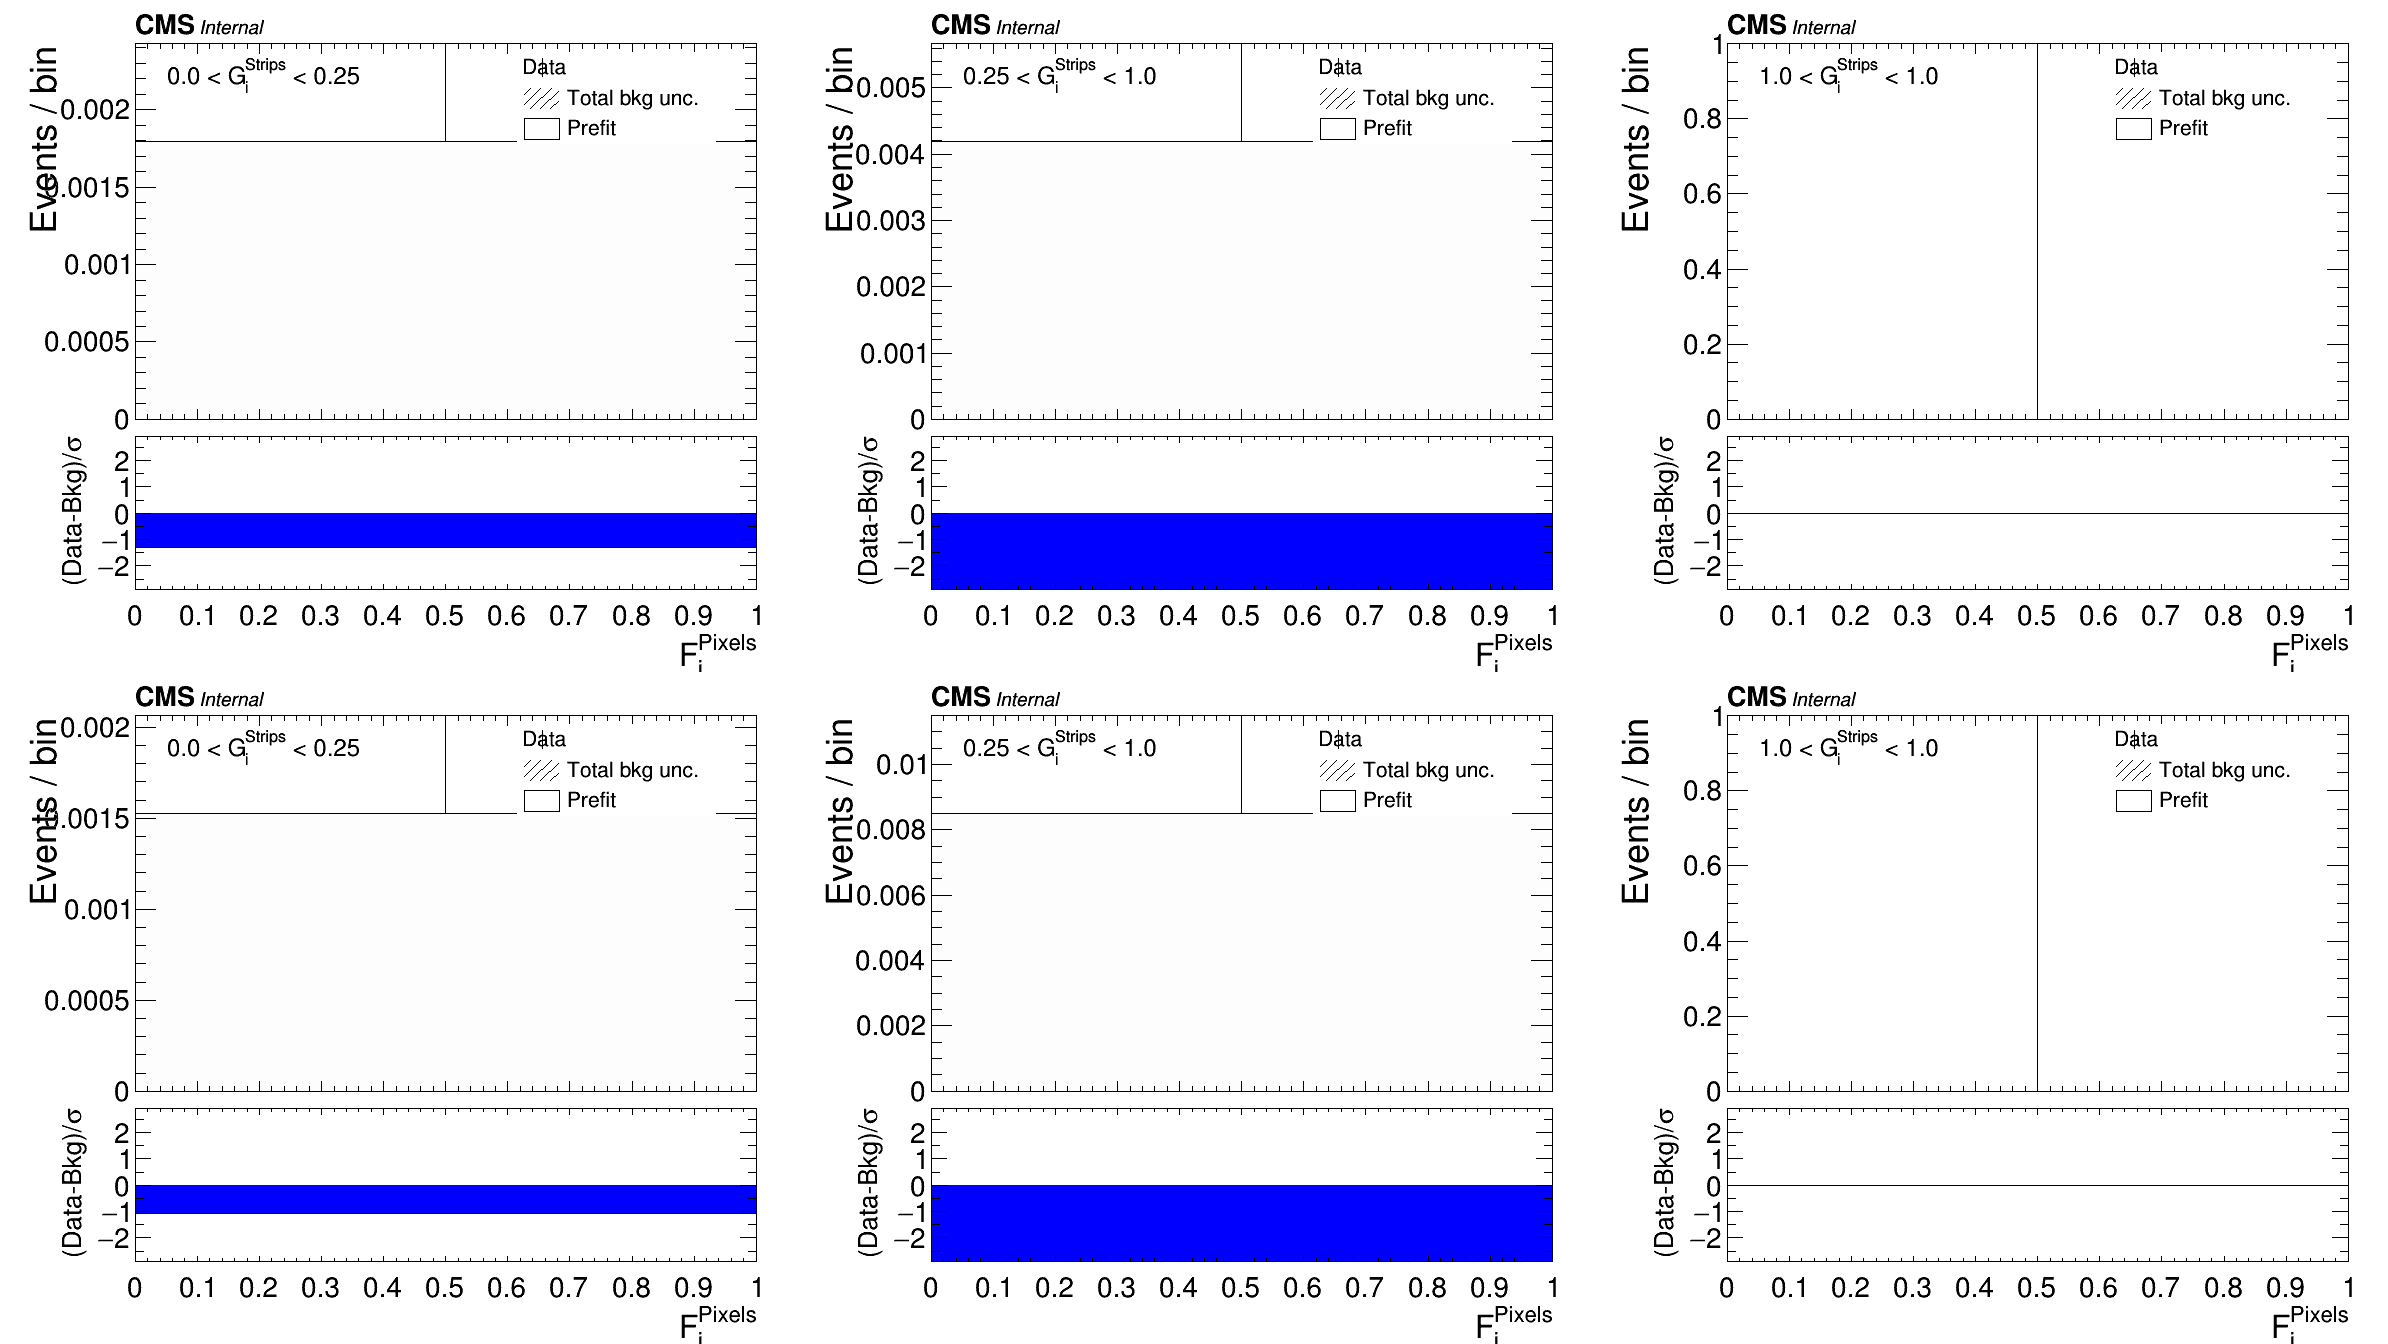 CMS Internal
Events / bin
0.0 < G_i^Strips < 0.25
Data
Total bkg unc.
Prefit
0.002
0.0015
0.001
0.0005
0
(Data-Bkg)/σ
2
1
0
−1
−2
0 0.1 0.2 0.3 0.4 0.5 0.6 0.7 0.8 0.9 1
F_i^Pixels
CMS Internal
Events / bin
0.25 < G_i^Strips < 1.0
Data
Total bkg unc.
Prefit
0.005
0.004
0.003
0.002
0.001
0
(Data-Bkg)/σ
2
1
0
−1
−2
0 0.1 0.2 0.3 0.4 0.5 0.6 0.7 0.8 0.9 1
F_i^Pixels
CMS Internal
Events / bin
1.0 < G_i^Strips < 1.0
Data
Total bkg unc.
Prefit
1
0.8
0.6
0.4
0.2
0
(Data-Bkg)/σ
2
1
0
−1
−2
0 0.1 0.2 0.3 0.4 0.5 0.6 0.7 0.8 0.9 1
F_i^Pixels
CMS Internal
Events / bin
0.0 < G_i^Strips < 0.25
Data
Total bkg unc.
Prefit
0.002
0.0015
0.001
0.0005
0
(Data-Bkg)/σ
2
1
0
−1
−2
0 0.1 0.2 0.3 0.4 0.5 0.6 0.7 0.8 0.9 1
F_i^Pixels
CMS Internal
Events / bin
0.25 < G_i^Strips < 1.0
Data
Total bkg unc.
Prefit
0.01
0.008
0.006
0.004
0.002
0
(Data-Bkg)/σ
2
1
0
−1
−2
0 0.1 0.2 0.3 0.4 0.5 0.6 0.7 0.8 0.9 1
F_i^Pixels
CMS Internal
Events / bin
1.0 < G_i^Strips < 1.0
Data
Total bkg unc.
Prefit
1
0.8
0.6
0.4
0.2
0
(Data-Bkg)/σ
2
1
0
−1
−2
0 0.1 0.2 0.3 0.4 0.5 0.6 0.7 0.8 0.9 1
F_i^Pixels